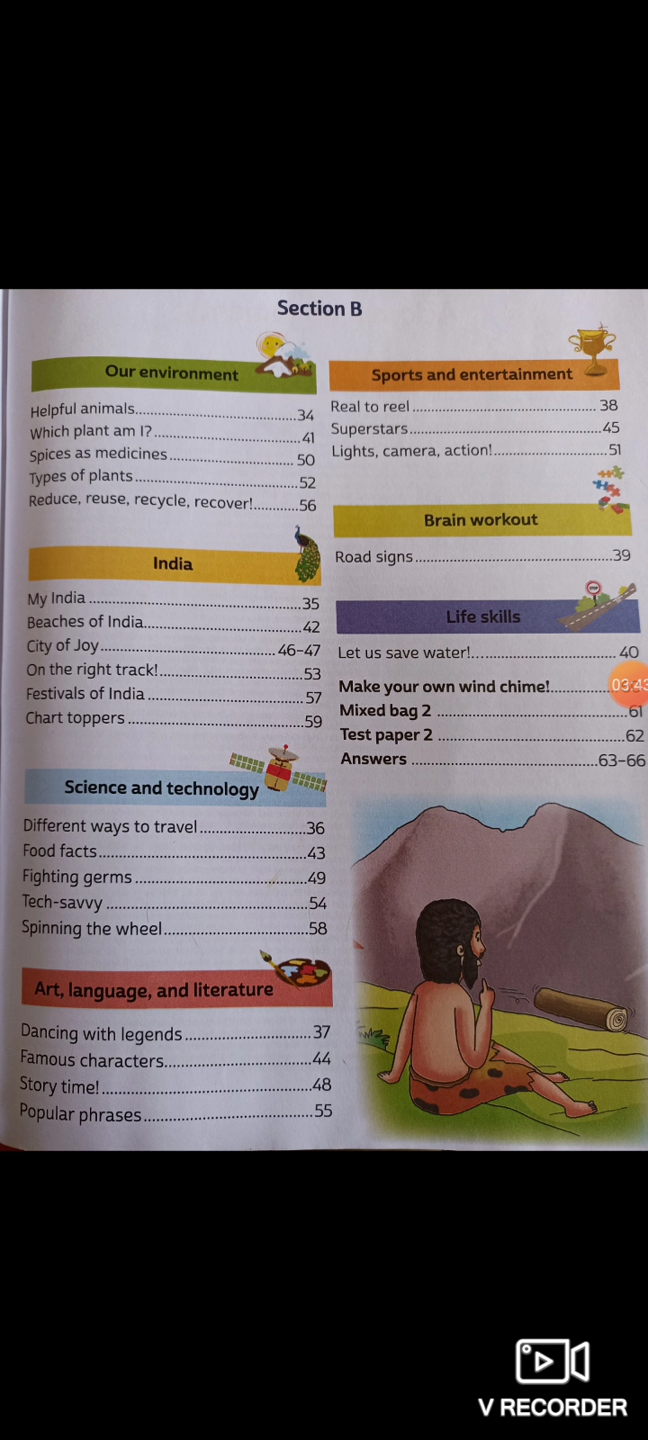 Section B
Our environment
Helpful animals..........34
Which plant am I?..........41
Spices as medicines..........50
Types of plants..........52
Reduce, reuse, recycle, recover!..........56
India
My India..........35
Beaches of India..........42
City of Joy..........46–47
On the right track!..........53
Festivals of India..........57
Chart toppers..........59
Science and technology
Different ways to travel..........36
Food facts..........43
Fighting germs..........49
Tech-savvy..........54
Spinning the wheel..........58
Art, language, and literature
Dancing with legends..........37
Famous characters..........44
Story time!..........48
Popular phrases..........55
Sports and entertainment
Real to reel..........38
Superstars..........45
Lights, camera, action!..........51
Brain workout
Road signs..........39
Life skills
Let us save water!..........40
Make your own wind chime!..........
03:43
Mixed bag 2..........61
Test paper 2..........62
Answers..........63–66
V RECORDER